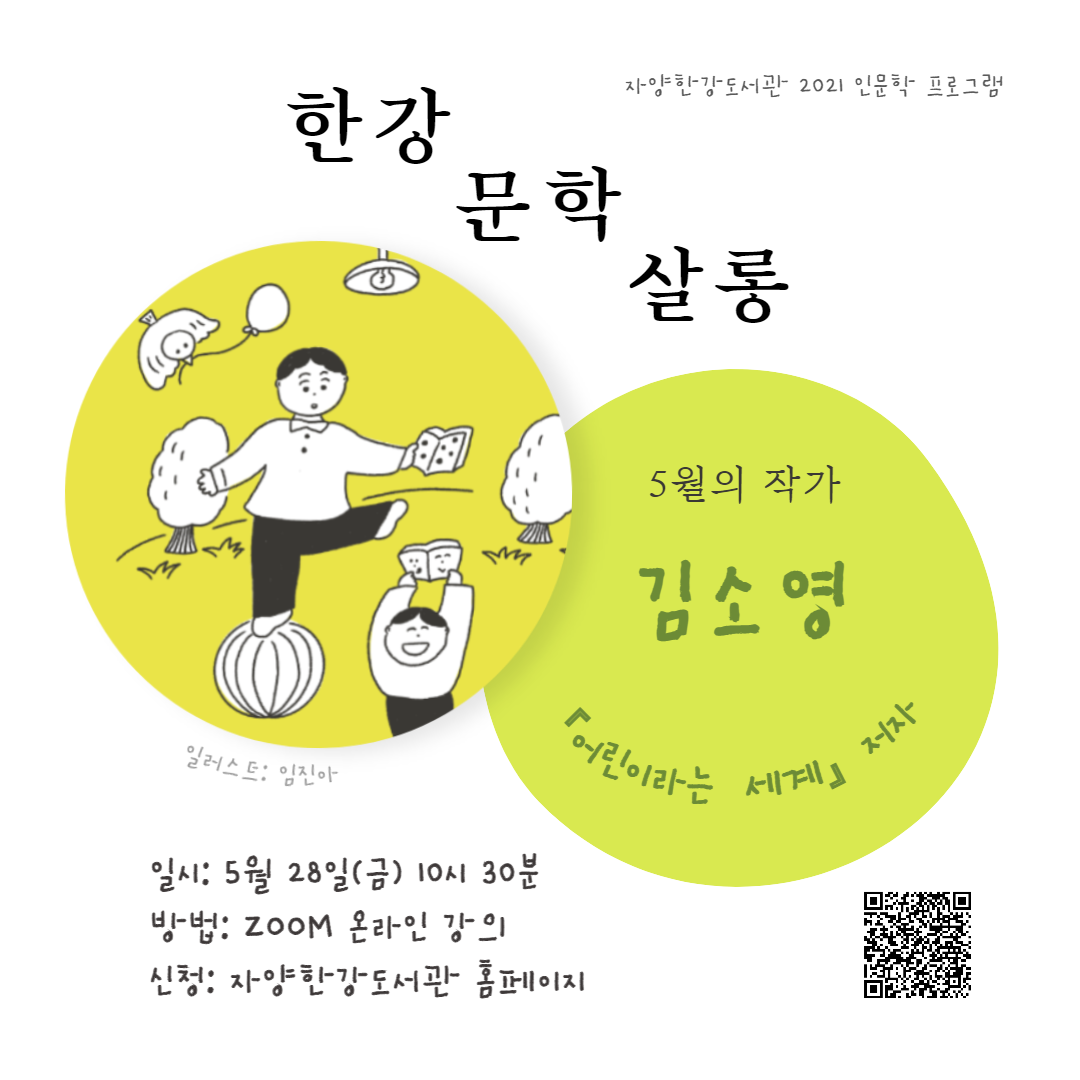 자양한강도서관 2021 인문학 프로그램
한강
문학
살롱
5월의 작가
김소영
『어린이라는 세계』 저자
일러스트: 임진아
일시: 5월 28일(금) 10시 30분
방법: ZOOM 온라인 강의
신청: 자양한강도서관 홈페이지